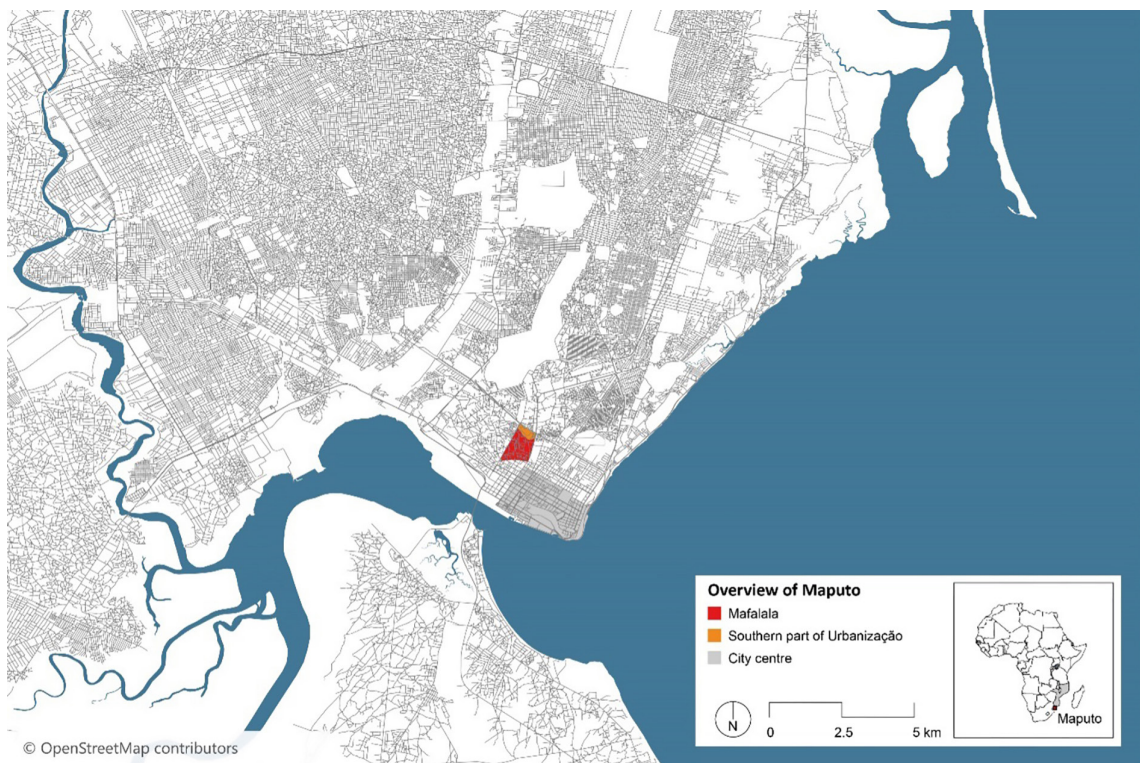 Overview of Maputo
Mafalala
Southern part of Urbanização
City centre
N
0 2.5 5 km
Maputo
© OpenStreetMap contributors